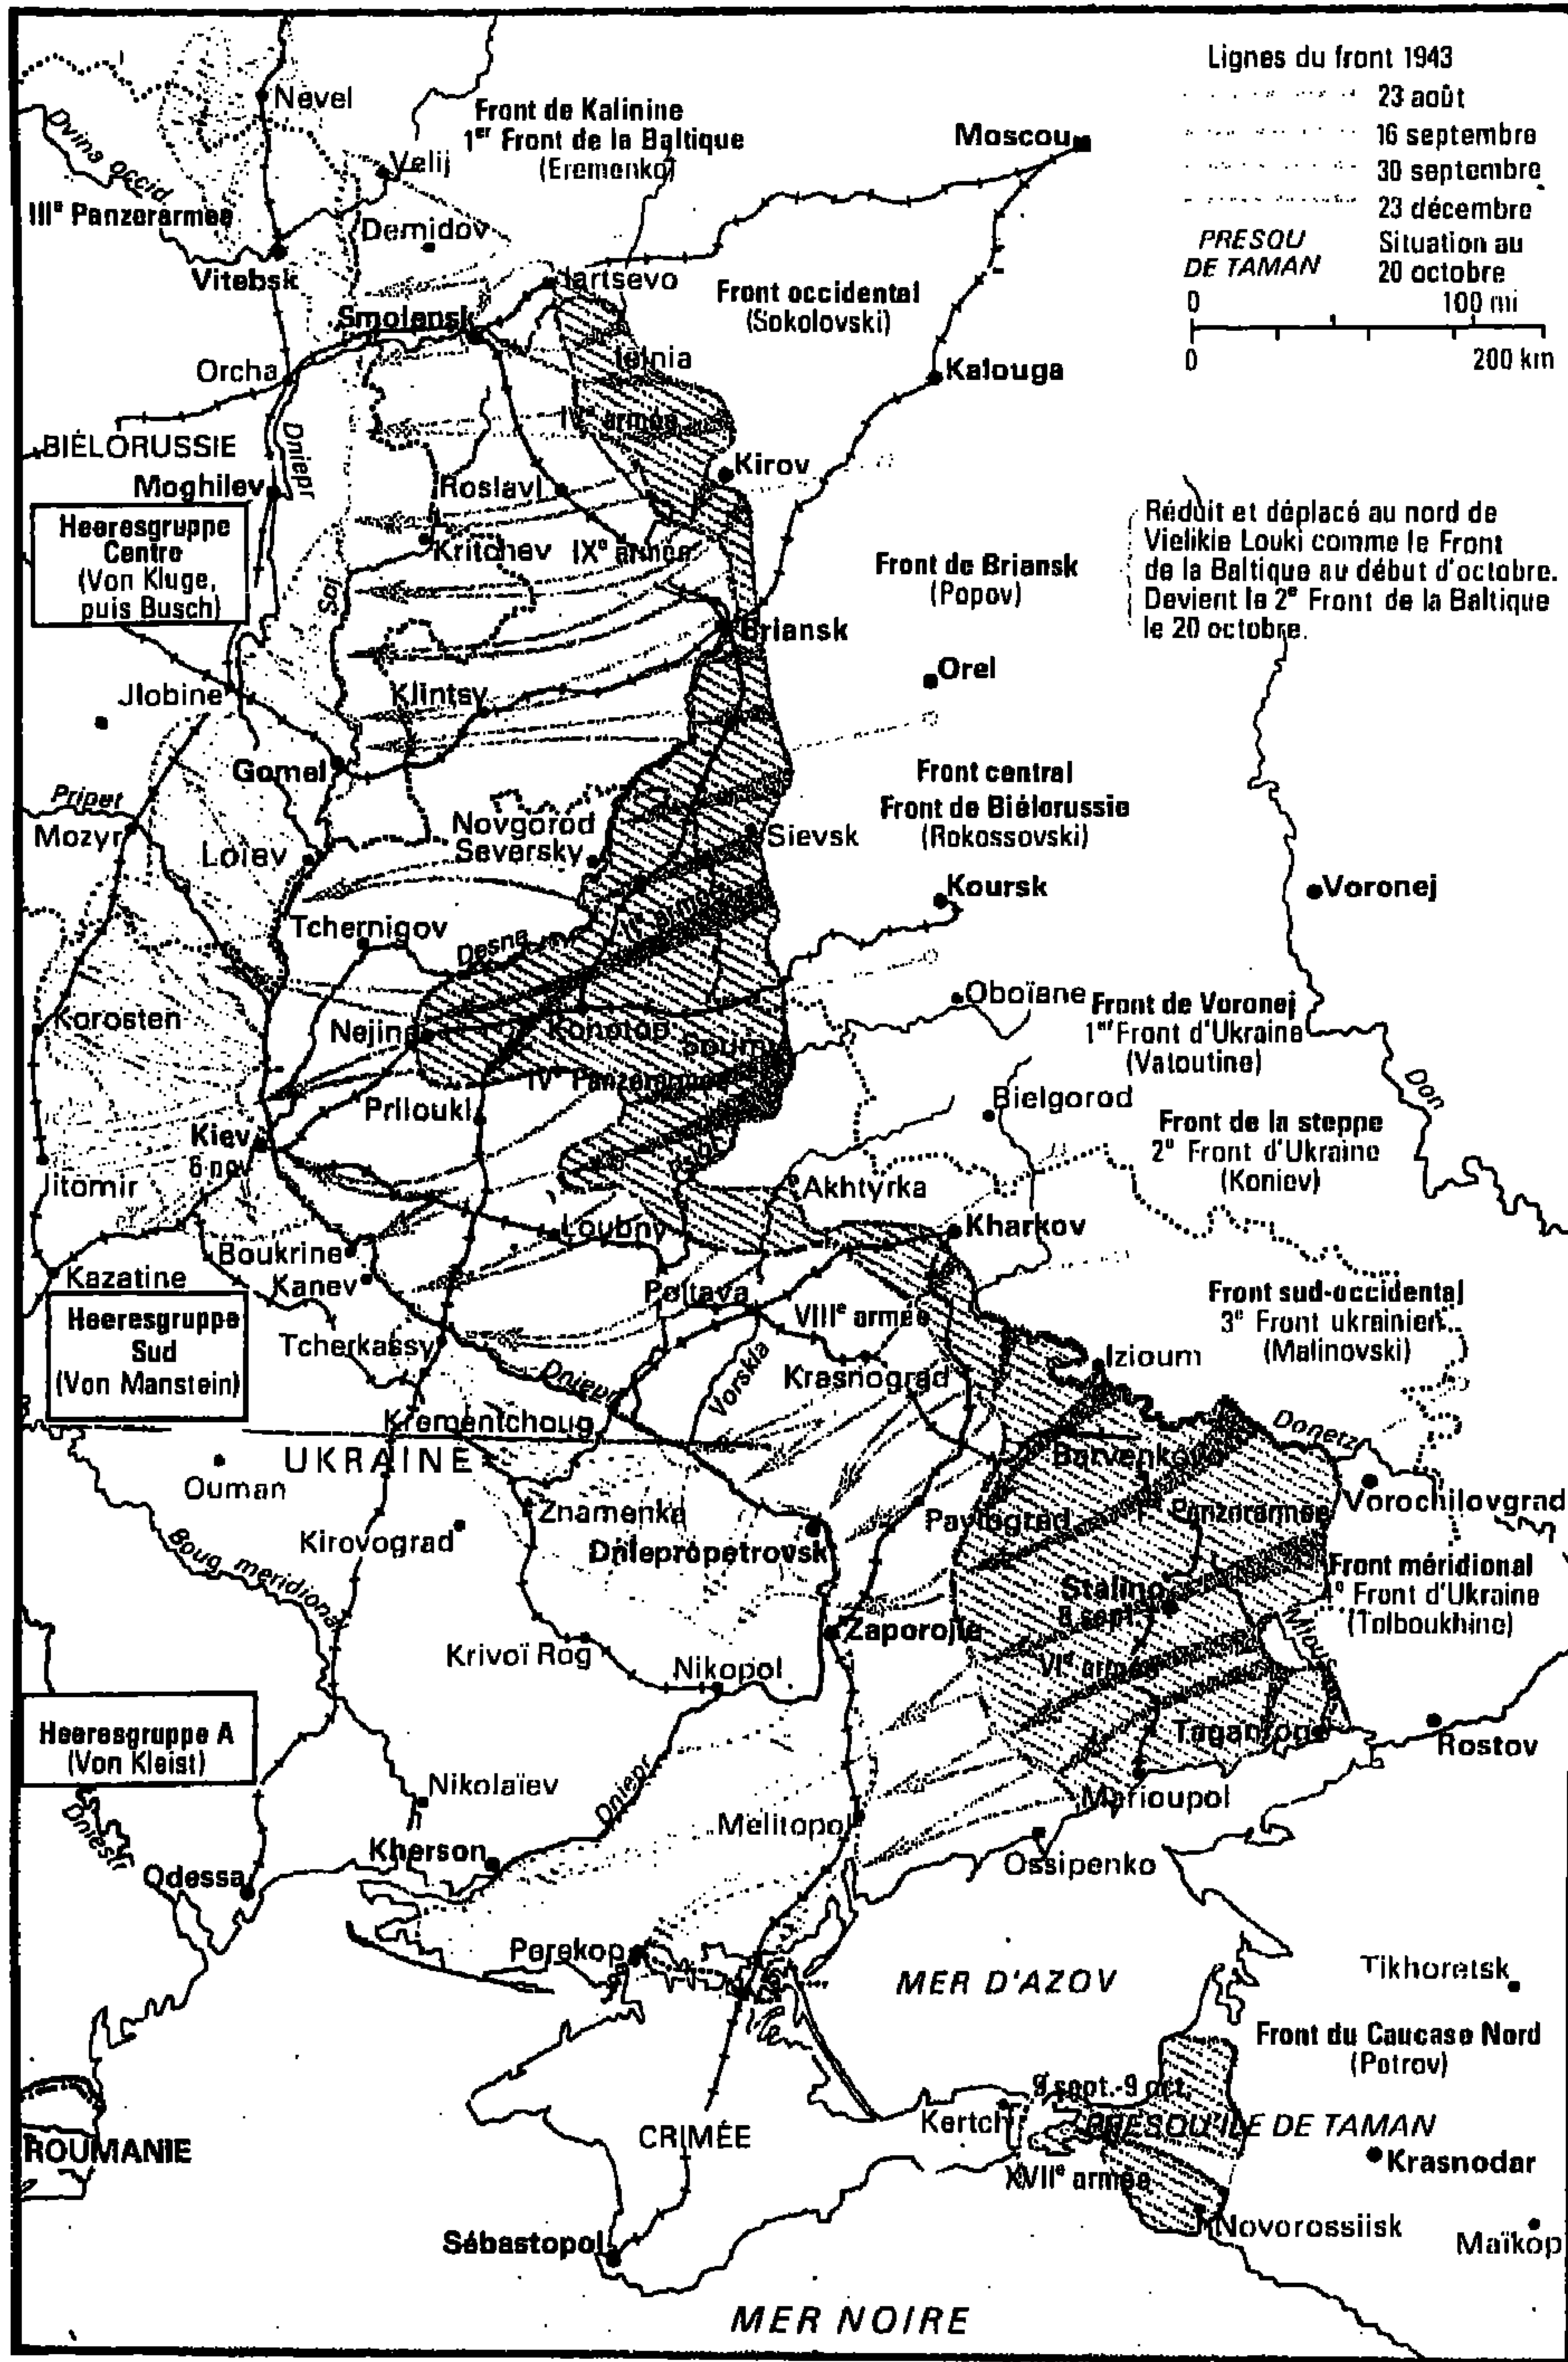 Lignes du front 1943
23 août
16 septembre
30 septembre
23 décembre
PRESQU
DE TAMAN
Situation au
20 octobre
0 100 mi
0 200 km
Nevel
Dvina occid
Velij
Front de Kalinine
1er Front de la Baltique
(Eremenko)
Moscou
IIIe Panzerarmee
Demidov
Vitebsk
Iartsevo
Front occidental
(Sokolovski)
Smolensk
Ielnia
Orcha
Kalouga
IVe armée
BIÉLORUSSIE
Dniepr
Kirov
Moghilev
Roslavl
Heeresgruppe
Centre
(Von Kluge,
puis Busch)
Kritchev
IXe armée
Soj
Front de Briansk
(Popov)
Réduit et déplacé au nord de
Vielikie Louki comme le Front
de la Baltique au début d'octobre.
Devient le 2e Front de la Baltique
le 20 octobre.
Briansk
Orel
Jlobine
Klintsy
Gomel
Front central
Front de Biélorussie
(Rokossovski)
Pripet
Mozyr
Novgorod
Seversky
Sievsk
Loïev
Koursk
Voronej
Tchernigov
Desna
IIe armée
Oboïane
Front de Voronej
1er Front d'Ukraine
(Vatoutine)
Korosten
Nejine
Konotop
Soumy
IVe Panzerarmee
Don
Bielgorod
Prilouki
Front de la steppe
2e Front d'Ukraine
(Koniev)
Kiev
6 nov
Psiol
Jitomir
Akhtyrka
Loubny
Kharkov
Boukrine
Kanev
Kazatine
Poltava
VIIIe armée
Front sud-occidental
3e Front ukrainien
(Malinovski)
Heeresgruppe
Sud
(Von Manstein)
Tcherkassy
Izioum
Dniepr
Vorskla
Krasnograd
Krementchoug
Donetz
UKRAINE
Barvenkovo
Ouman
Znamenka
Pavlograd
Panzerarmee
Vorochilovgrad
Kirovograd
Dniepropetrovsk
Boug méridional
Stalino
8 sept.
Front méridional
4e Front d'Ukraine
(Tolboukhine)
Zaporojie
Mious
Krivoï Rog
Nikopol
VIe armée
Heeresgruppe A
(Von Kleist)
Taganrog
Rostov
Nikolaïev
Dniepr
Marioupol
Dniestr
Melitopol
Kherson
Ossipenko
Odessa
Perekop
MER D'AZOV
Tikhoretsk
Front du Caucase Nord
(Petrov)
9 sept.-9 oct.
Kertch
PRESQU'ILE DE TAMAN
CRIMÉE
ROUMANIE
XVIIe armée
Krasnodar
Novorossiisk
Sébastopol
Maïkop
MER NOIRE